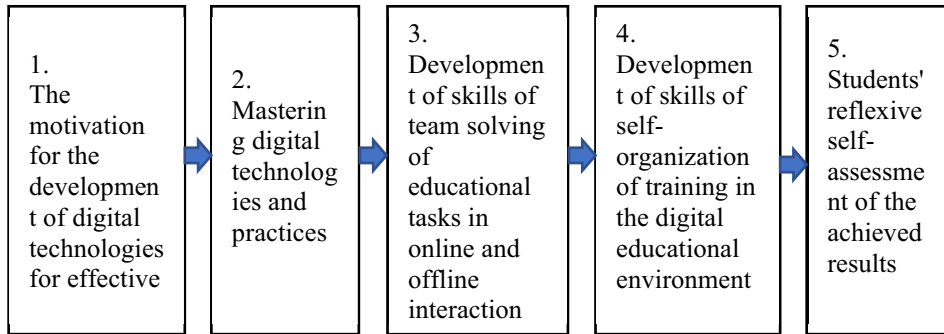 1.
The
motivation
for the
developmen
t of digital
technologies
for effective
2.
Masterin
g digital
technolog
ies and
practices
3.
Developmen
t of skills of
team solving
of
educational
tasks in
online and
offline
interaction
4.
Developmen
t of skills of
self-
organization
of training in
the digital
educational
environment
5.
Students'
reflexive
self-
assessme
nt of the
achieved
results